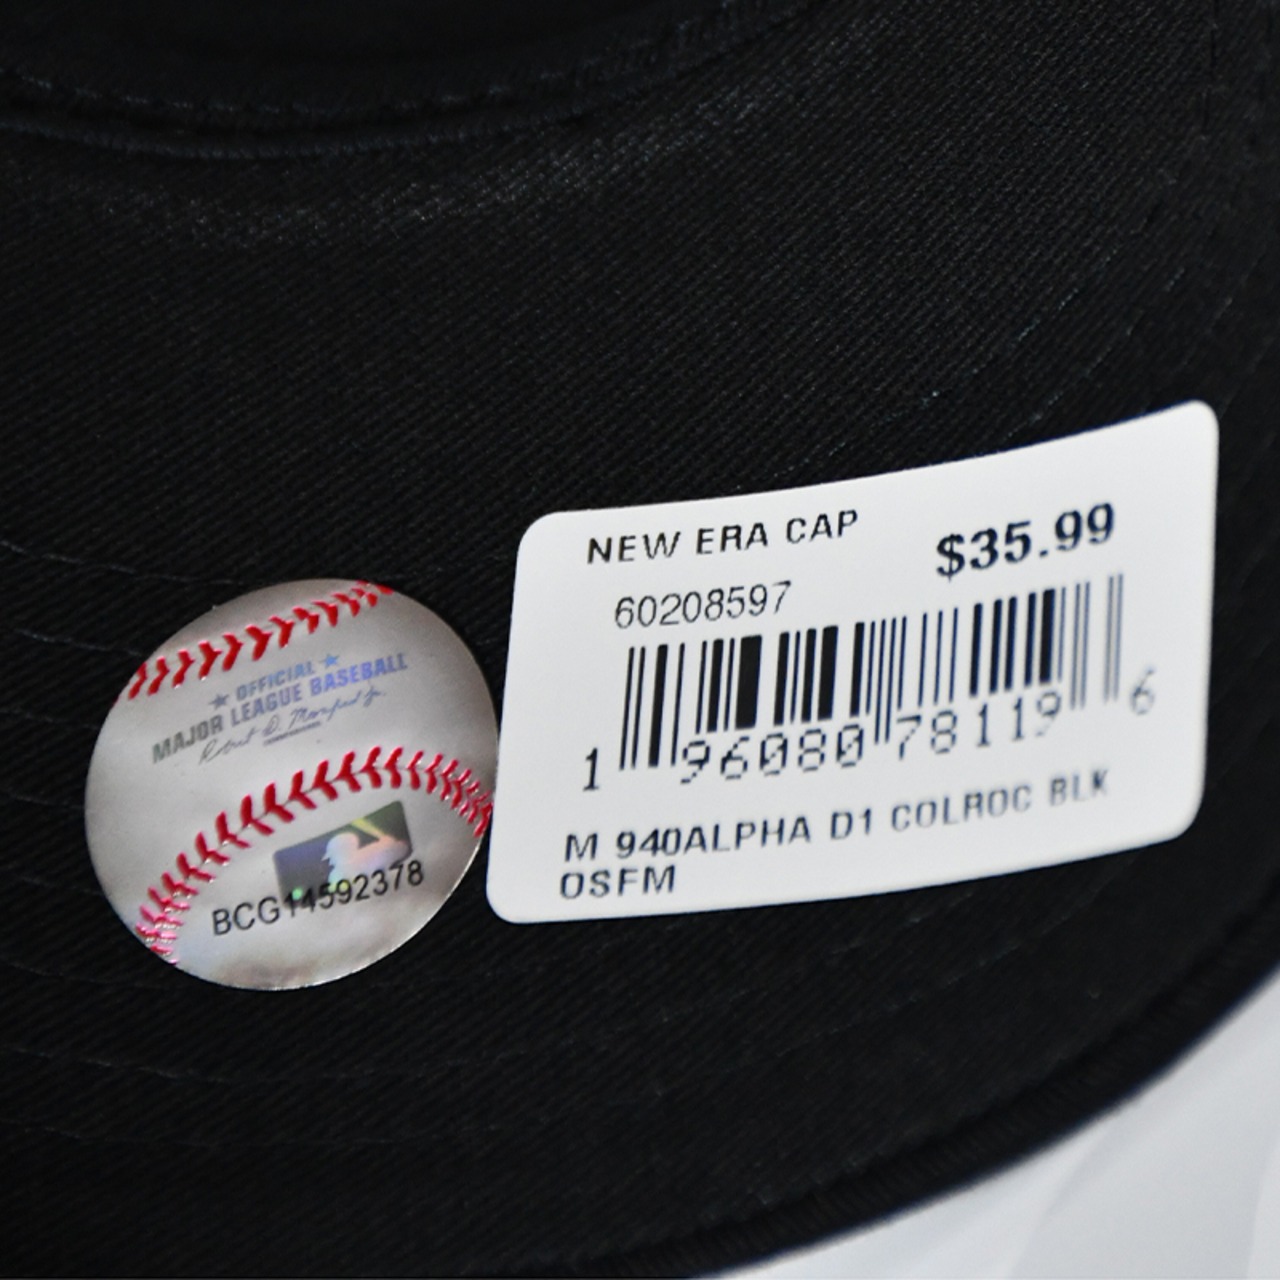 NEW ERA CAP
$35.99
60208597
1 96080 78119 6
M 940ALPHA D1 COLROC BLK
OSFM
OFFICIAL
MAJOR LEAGUE BASEBALL
BCG14592378